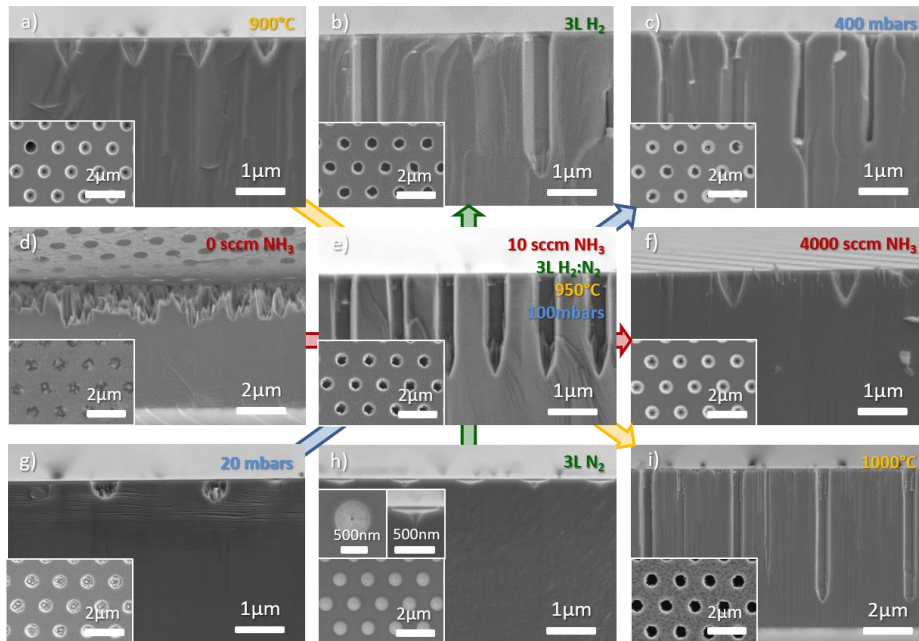 a) 900°C
2µm
1µm
b) 3L H₂
2µm
1µm
c) 400 mbars
2µm
1µm
d) 0 sccm NH₃
2µm
2µm
e) 10 sccm NH₃
3L H₂:N₂
950°C
100mbars
2µm
1µm
f) 4000 sccm NH₃
2µm
1µm
g) 20 mbars
2µm
1µm
h) 3L N₂
500nm
500nm
2µm
1µm
i) 1000°C
2µm
1µm